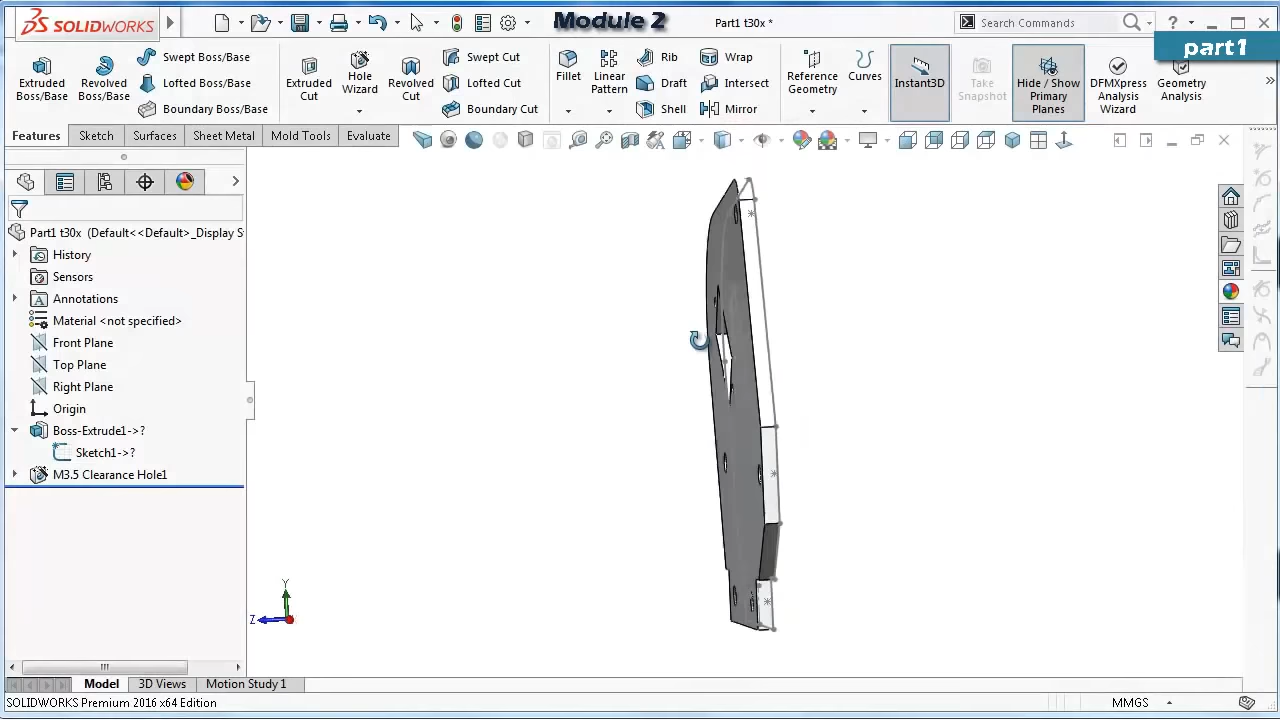 SOLIDWORKS
Module 2
Part1 t30x *
Search Commands
part1
Extruded Boss/Base
Revolved Boss/Base
Swept Boss/Base
Lofted Boss/Base
Boundary Boss/Base
Extruded Cut
Hole Wizard
Revolved Cut
Swept Cut
Lofted Cut
Boundary Cut
Fillet
Linear Pattern
Rib
Draft
Shell
Wrap
Intersect
Mirror
Reference Geometry
Curves
Instant3D
Take Snapshot
Hide / Show Primary Planes
DFMXpress Analysis Wizard
Geometry Analysis
Features
Sketch
Surfaces
Sheet Metal
Mold Tools
Evaluate
Part1 t30x (Default<<Default>_Display S
History
Sensors
Annotations
Material <not specified>
Front Plane
Top Plane
Right Plane
Origin
Boss-Extrude1->?
Sketch1->?
M3.5 Clearance Hole1
Y
Z
Model
3D Views
Motion Study 1
SOLIDWORKS Premium 2016 x64 Edition
MMGS